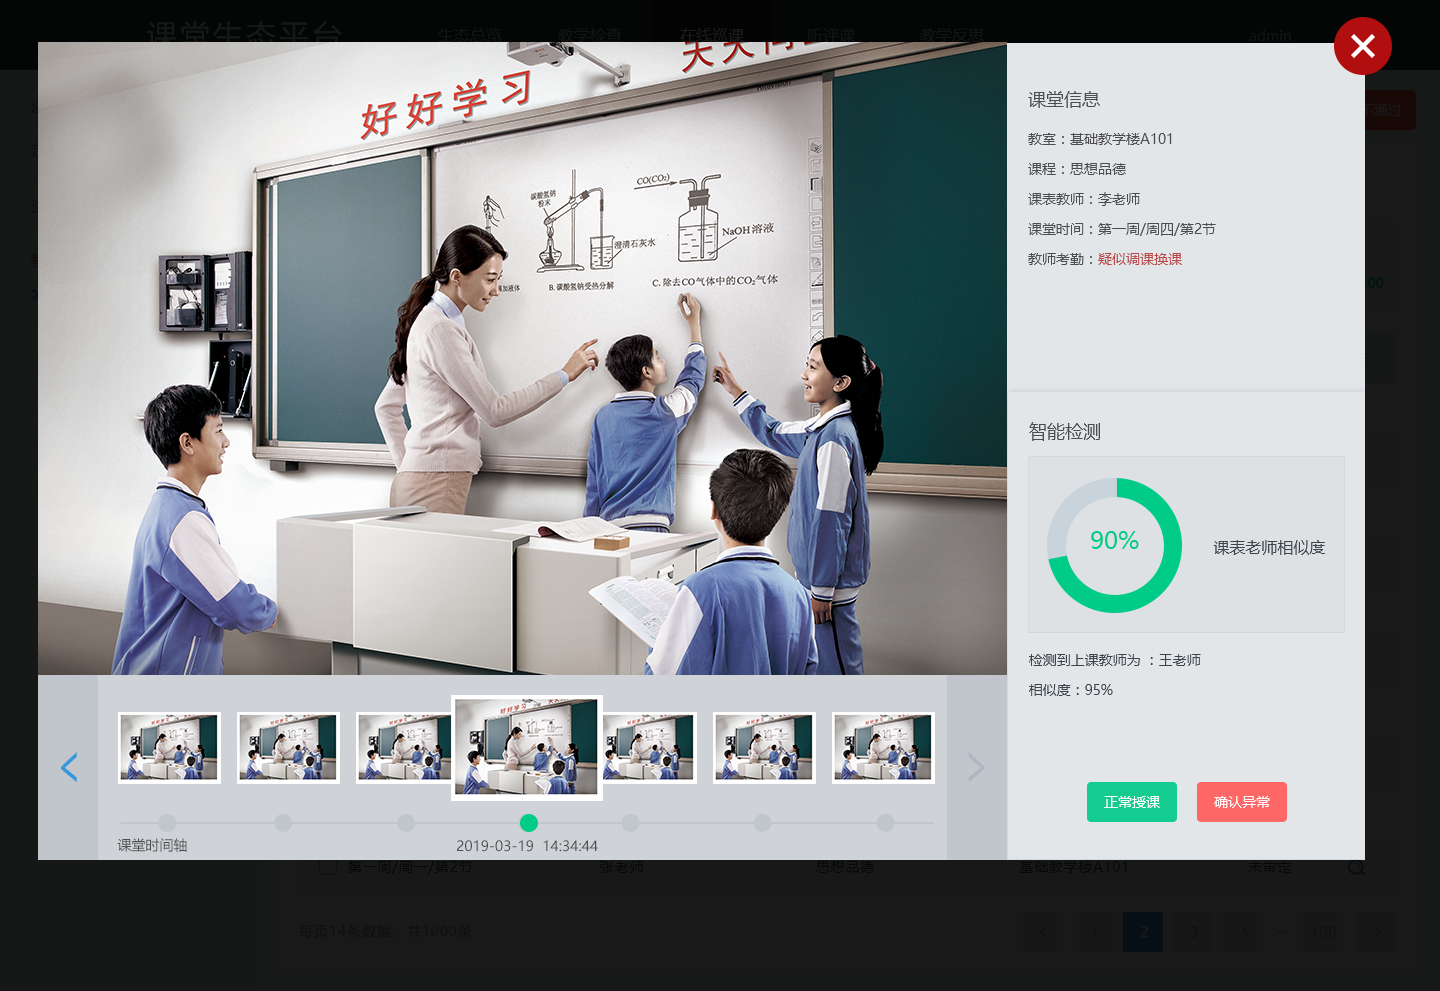 课堂生态平台
生态总览 教学检查 在线巡课 听评课 教学反思 admin
不通过
好好学习
天天向上
碳酸氢钠
粉末
CO(CO₂)
澄清石灰水
NaOH溶液
B.碳酸氢钠受热分解
C.除去CO气体中的CO₂气体
课堂信息
教室：基础教学楼A101
课程：思想品德
课表教师：李老师
课堂时间：第一周/周四/第2节
教师考勤：疑似调课换课
00
智能检测
90%
课表老师相似度
检测到上课教师为 ：王老师
相似度：95%
正常授课 确认异常
课堂时间轴
2019-03-19 14:34:44
第一周/周一/第2节 张老师 思想品德 基础教学楼A101 未审定
每页14条数据，共1000条
1 2 3 4 ... 100